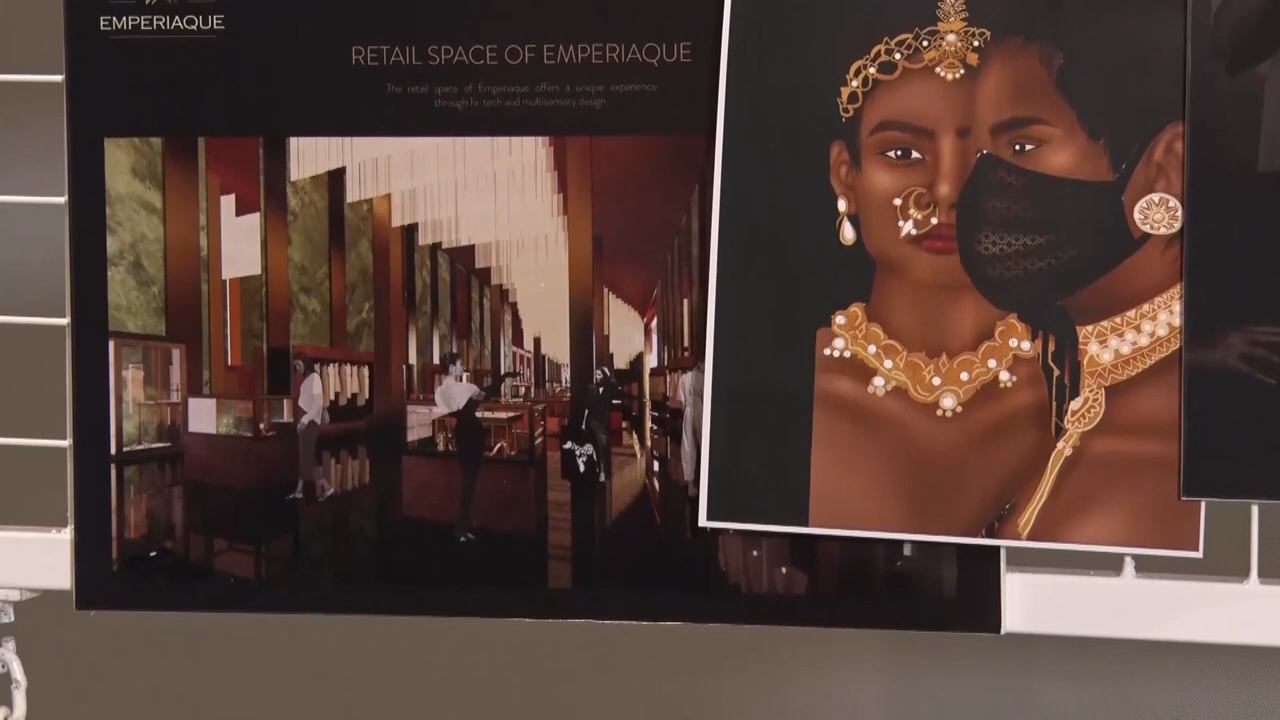 EMPERIAQUE
RETAIL SPACE OF EMPERIAQUE
The retail space of Emperiaque offers a unique experience
through hi-tech and multisensory design.